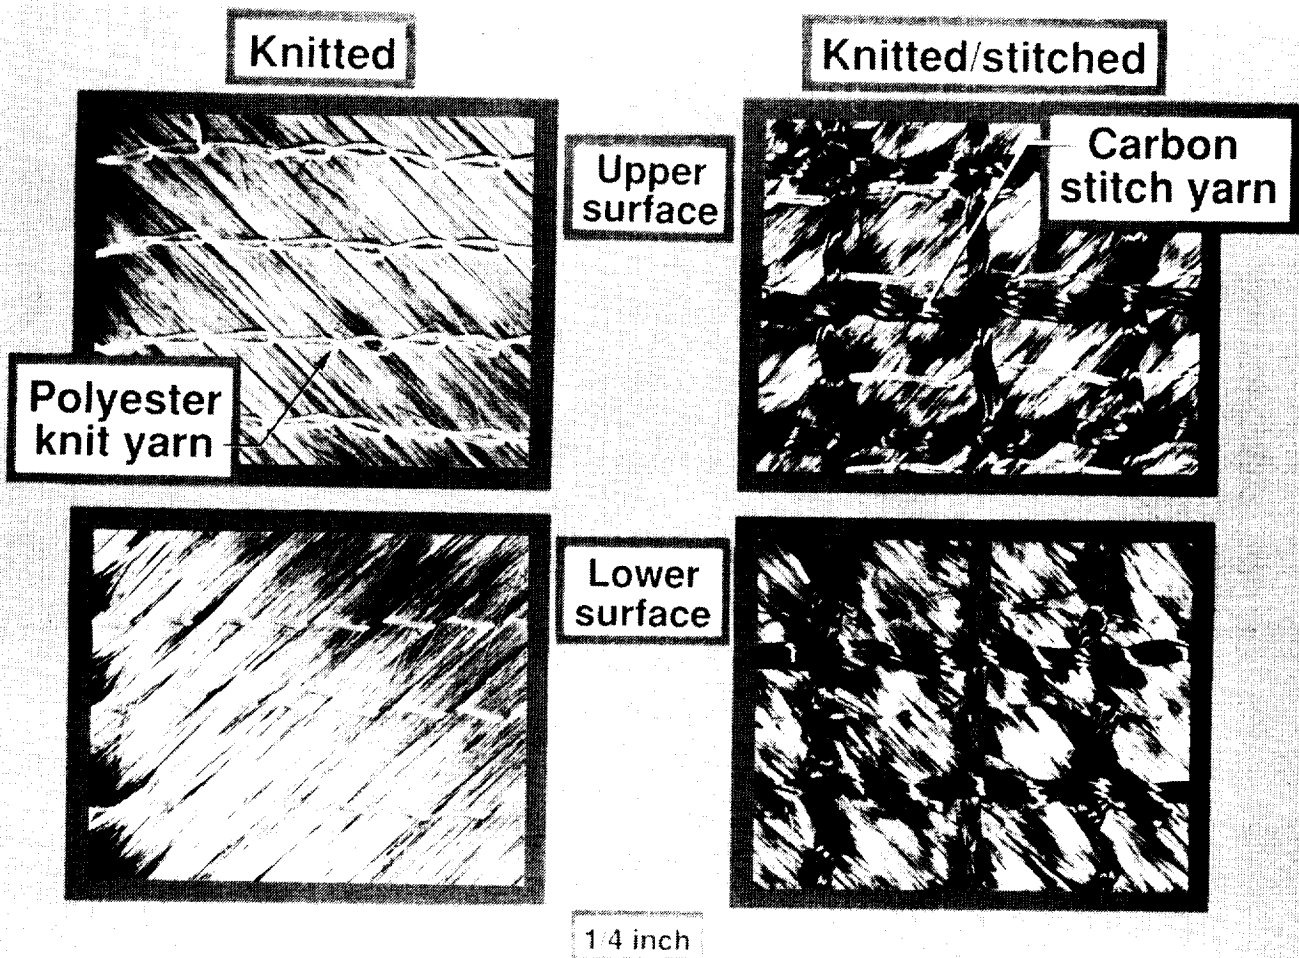 Knitted
Knitted/stitched
Upper
surface
Carbon
stitch yarn
Polyester
knit yarn
Lower
surface
1/4 inch